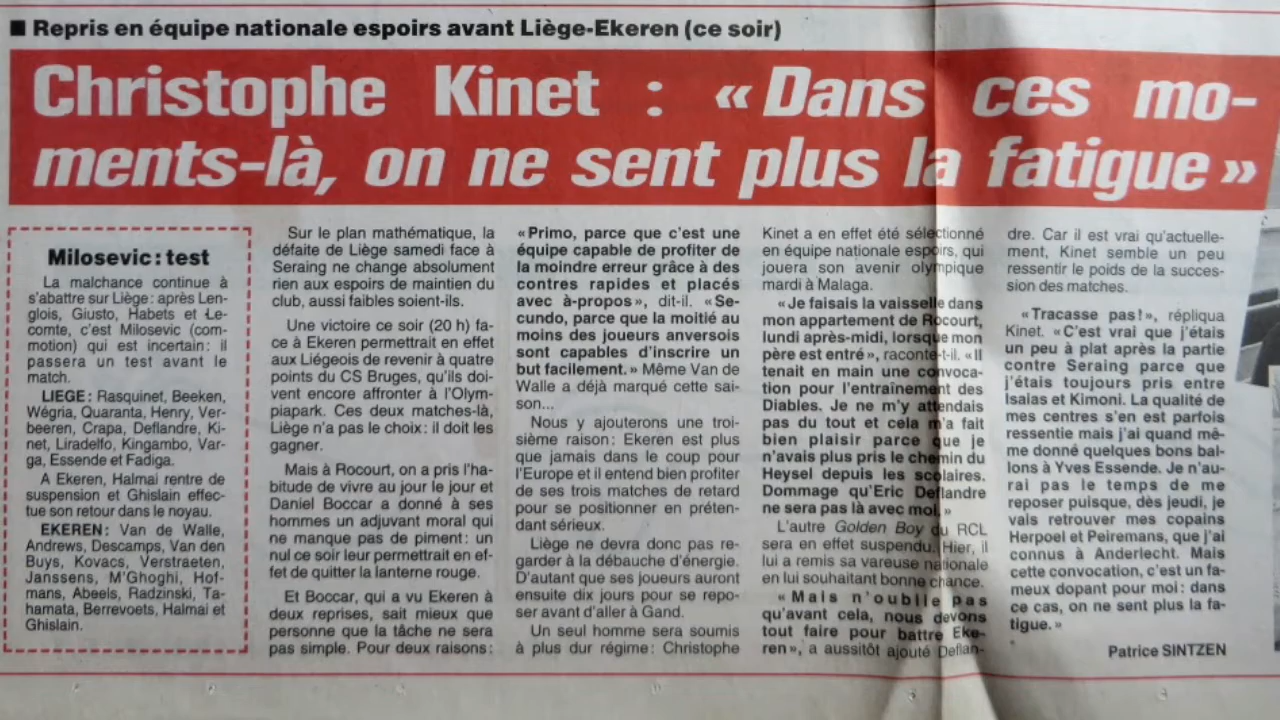 ■ Repris en équipe nationale espoirs avant Liège-Ekeren (ce soir)
Christophe Kinet : « Dans ces mo-
ments-là, on ne sent plus la fatigue »
Milosevic : test
La malchance continue à
s'abattre sur Liège : après Len-
glois, Giusto, Habets et Le-
comte, c'est Milosevic (com-
motion) qui est incertain : il
passera un test avant le
match.
LIEGE : Rasquinet, Beeken,
Wégria, Quaranta, Henry, Ver-
beeren, Crapa, Deflandre, Ki-
net, Liradelfo, Kingambo, Var-
ga, Essende et Fadiga.
A Ekeren, Halmai rentre de
suspension et Ghislain effec-
tue son retour dans le noyau.
EKEREN : Van de Walle,
Andrews, Descamps, Van den
Buys, Kovacs, Verstraeten,
Janssens, M'Ghoghi, Hof-
mans, Abeels, Radzinski, Ta-
hamata, Berrevoets, Halmai et
Ghislain.
Sur le plan mathématique, la
défaite de Liège samedi face à
Seraing ne change absolument
rien aux espoirs de maintien du
club, aussi faibles soient-ils.
Une victoire ce soir (20 h) fa-
ce à Ekeren permettrait en effet
aux Liégeois de revenir à quatre
points du CS Bruges, qu'ils doi-
vent encore affronter à l'Olym-
piapark. Ces deux matches-là,
Liège n'a pas le choix : il doit les
gagner.
Mais à Rocourt, on a pris l'ha-
bitude de vivre au jour le jour et
Daniel Boccar a donné à ses
hommes un adjuvant moral qui
ne manque pas de piment : un
nul ce soir leur permettrait en ef-
fet de quitter la lanterne rouge.
Et Boccar, qui a vu Ekeren à
deux reprises, sait mieux que
personne que la tâche ne sera
pas simple. Pour deux raisons :
« Primo, parce que c'est une
équipe capable de profiter de
la moindre erreur grâce à des
contres rapides et placés
avec à-propos », dit-il. « Se-
cundo, parce que la moitié au
moins des joueurs anversois
sont capables d'inscrire un
but facilement. » Même Van de
Walle a déjà marqué cette sai-
son...
Nous y ajouterons une troi-
sième raison : Ekeren est plus
que jamais dans le coup pour
l'Europe et il entend bien profiter
de ses trois matches de retard
pour se positionner en préten-
dant sérieux.
Liège ne devra donc pas re-
garder à la débauche d'énergie.
D'autant que ses joueurs auront
ensuite dix jours pour se repo-
ser avant d'aller à Gand.
Un seul homme sera soumis
à plus dur régime : Christophe
Kinet a en effet été sélectionné
en équipe nationale espoirs, qui
jouera son avenir olympique
mardi à Malaga.
« Je faisais la vaisselle dans
mon appartement de Rocourt,
lundi après-midi, lorsque mon
père est entré », raconte-t-il. « Il
tenait en main une convoca-
tion pour l'entraînement des
Diables. Je ne m'y attendais
pas du tout et cela m'a fait
bien plaisir parce que je
n'avais plus pris le chemin du
Heysel depuis les scolaires.
Dommage qu'Eric Deflandre
ne sera pas là avec moi. »
L'autre Golden Boy du RCL
sera en effet suspendu. Hier, il
lui a remis sa vareuse nationale
en lui souhaitant bonne chance.
« Mais n'oublie pas
qu'avant cela, nous devons
tout faire pour battre Eke-
ren », a aussitôt ajouté Deflan-
dre. Car il est vrai qu'actuelle-
ment, Kinet semble un peu
ressentir le poids de la succes-
sion des matches.
« Tracasse pas ! », répliqua
Kinet. « C'est vrai que j'étais
un peu à plat après la partie
contre Seraing parce que
j'étais toujours pris entre
Isaias et Kimoni. La qualité de
mes centres s'en est parfois
ressentie mais j'ai quand mê-
me donné quelques bons bal-
lons à Yves Essende. Je n'au-
rai pas le temps de me
reposer puisque, dès jeudi, je
vais retrouver mes copains
Herpoel et Peiremans, que j'ai
connus à Anderlecht. Mais
cette convocation, c'est un fa-
meux dopant pour moi : dans
ce cas, on ne sent plus la fa-
tigue. »
Patrice SINTZEN